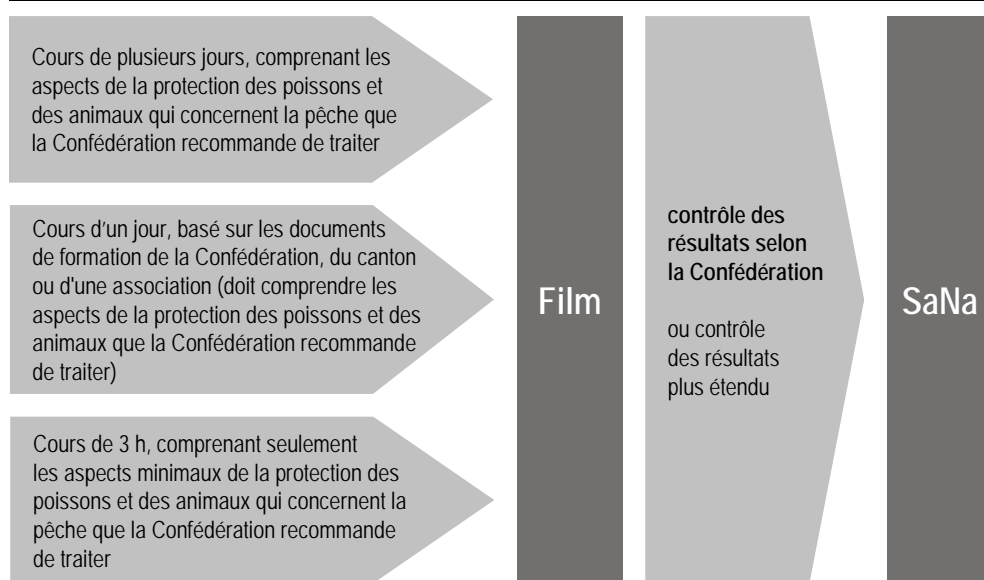 Cours de plusieurs jours, comprenant les
aspects de la protection des poissons et
des animaux qui concernent la pêche que
la Confédération recommande de traiter
Cours d'un jour, basé sur les documents
de formation de la Confédération, du canton
ou d'une association (doit comprendre les
aspects de la protection des poissons et des
animaux que la Confédération recommande
de traiter)
Cours de 3 h, comprenant seulement
les aspects minimaux de la protection des
poissons et des animaux qui concernent la
pêche que la Confédération recommande
de traiter
Film
contrôle des
résultats selon
la Confédération
ou contrôle
des résultats
plus étendu
SaNa